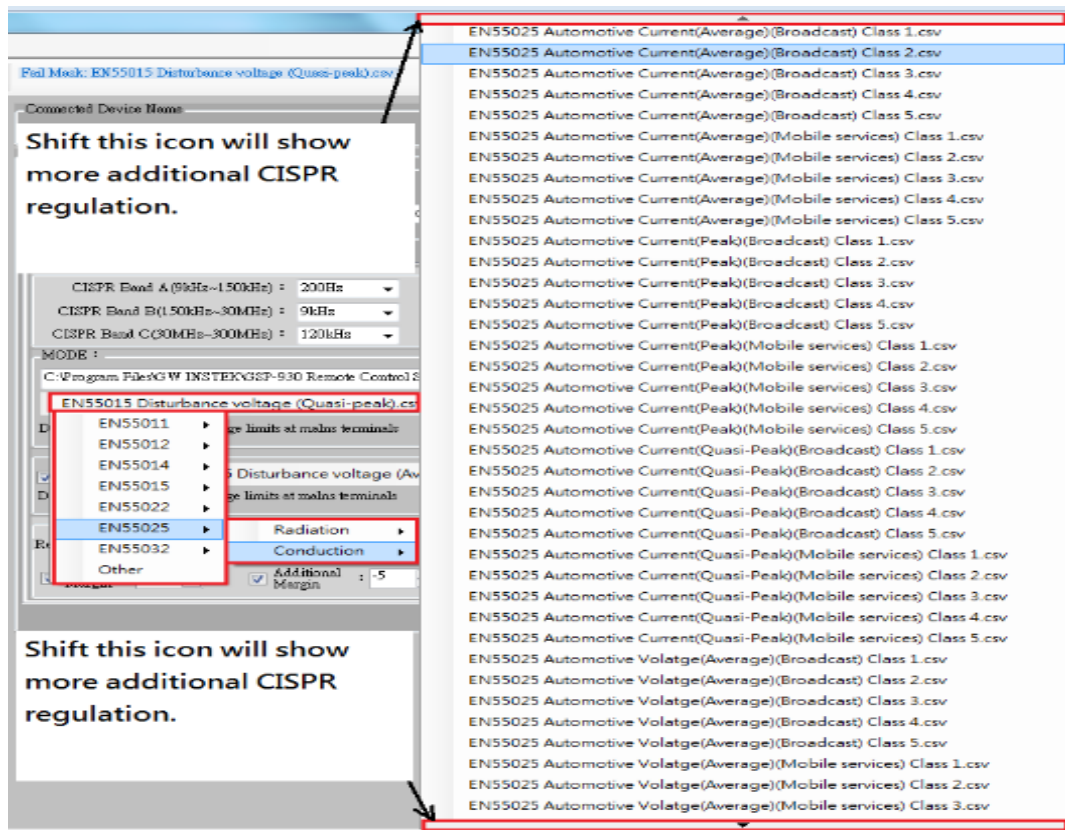 Fail Mask: EN55015 Disturbance voltage (Quasi-peak).csv
Connected Device Name
Shift this icon will show
more additional CISPR
regulation.
CISPR Band A (9kHz~150kHz) : 200Hz
CISPR Band B(150kHz~30MHz) : 9kHz
CISPR Band C(30MHz~300MHz) : 120kHz
MODE :
C:\Program Files\GW INSTEK\GSP-930 Remote Control S
EN55015 Disturbance voltage (Quasi-peak).cs
EN55011
EN55012
EN55014
EN55015
EN55022
EN55025
EN55032
Other
D
ge limits at mains terminals
5 Disturbance voltage (Av
D
ge limits at mains terminals
Re
Radiation
Conduction
Margin
Additional
Margin : -5
Shift this icon will show
more additional CISPR
regulation.
EN55025 Automotive Current(Average)(Broadcast) Class 1.csv
EN55025 Automotive Current(Average)(Broadcast) Class 2.csv
EN55025 Automotive Current(Average)(Broadcast) Class 3.csv
EN55025 Automotive Current(Average)(Broadcast) Class 4.csv
EN55025 Automotive Current(Average)(Broadcast) Class 5.csv
EN55025 Automotive Current(Average)(Mobile services) Class 1.csv
EN55025 Automotive Current(Average)(Mobile services) Class 2.csv
EN55025 Automotive Current(Average)(Mobile services) Class 3.csv
EN55025 Automotive Current(Average)(Mobile services) Class 4.csv
EN55025 Automotive Current(Average)(Mobile services) Class 5.csv
EN55025 Automotive Current(Peak)(Broadcast) Class 1.csv
EN55025 Automotive Current(Peak)(Broadcast) Class 2.csv
EN55025 Automotive Current(Peak)(Broadcast) Class 3.csv
EN55025 Automotive Current(Peak)(Broadcast) Class 4.csv
EN55025 Automotive Current(Peak)(Broadcast) Class 5.csv
EN55025 Automotive Current(Peak)(Mobile services) Class 1.csv
EN55025 Automotive Current(Peak)(Mobile services) Class 2.csv
EN55025 Automotive Current(Peak)(Mobile services) Class 3.csv
EN55025 Automotive Current(Peak)(Mobile services) Class 4.csv
EN55025 Automotive Current(Peak)(Mobile services) Class 5.csv
EN55025 Automotive Current(Quasi-Peak)(Broadcast) Class 1.csv
EN55025 Automotive Current(Quasi-Peak)(Broadcast) Class 2.csv
EN55025 Automotive Current(Quasi-Peak)(Broadcast) Class 3.csv
EN55025 Automotive Current(Quasi-Peak)(Broadcast) Class 4.csv
EN55025 Automotive Current(Quasi-Peak)(Broadcast) Class 5.csv
EN55025 Automotive Current(Quasi-Peak)(Mobile services) Class 1.csv
EN55025 Automotive Current(Quasi-Peak)(Mobile services) Class 2.csv
EN55025 Automotive Current(Quasi-Peak)(Mobile services) Class 3.csv
EN55025 Automotive Current(Quasi-Peak)(Mobile services) Class 4.csv
EN55025 Automotive Current(Quasi-Peak)(Mobile services) Class 5.csv
EN55025 Automotive Volatge(Average)(Broadcast) Class 1.csv
EN55025 Automotive Volatge(Average)(Broadcast) Class 2.csv
EN55025 Automotive Volatge(Average)(Broadcast) Class 3.csv
EN55025 Automotive Volatge(Average)(Broadcast) Class 4.csv
EN55025 Automotive Volatge(Average)(Broadcast) Class 5.csv
EN55025 Automotive Volatge(Average)(Mobile services) Class 1.csv
EN55025 Automotive Volatge(Average)(Mobile services) Class 2.csv
EN55025 Automotive Volatge(Average)(Mobile services) Class 3.csv